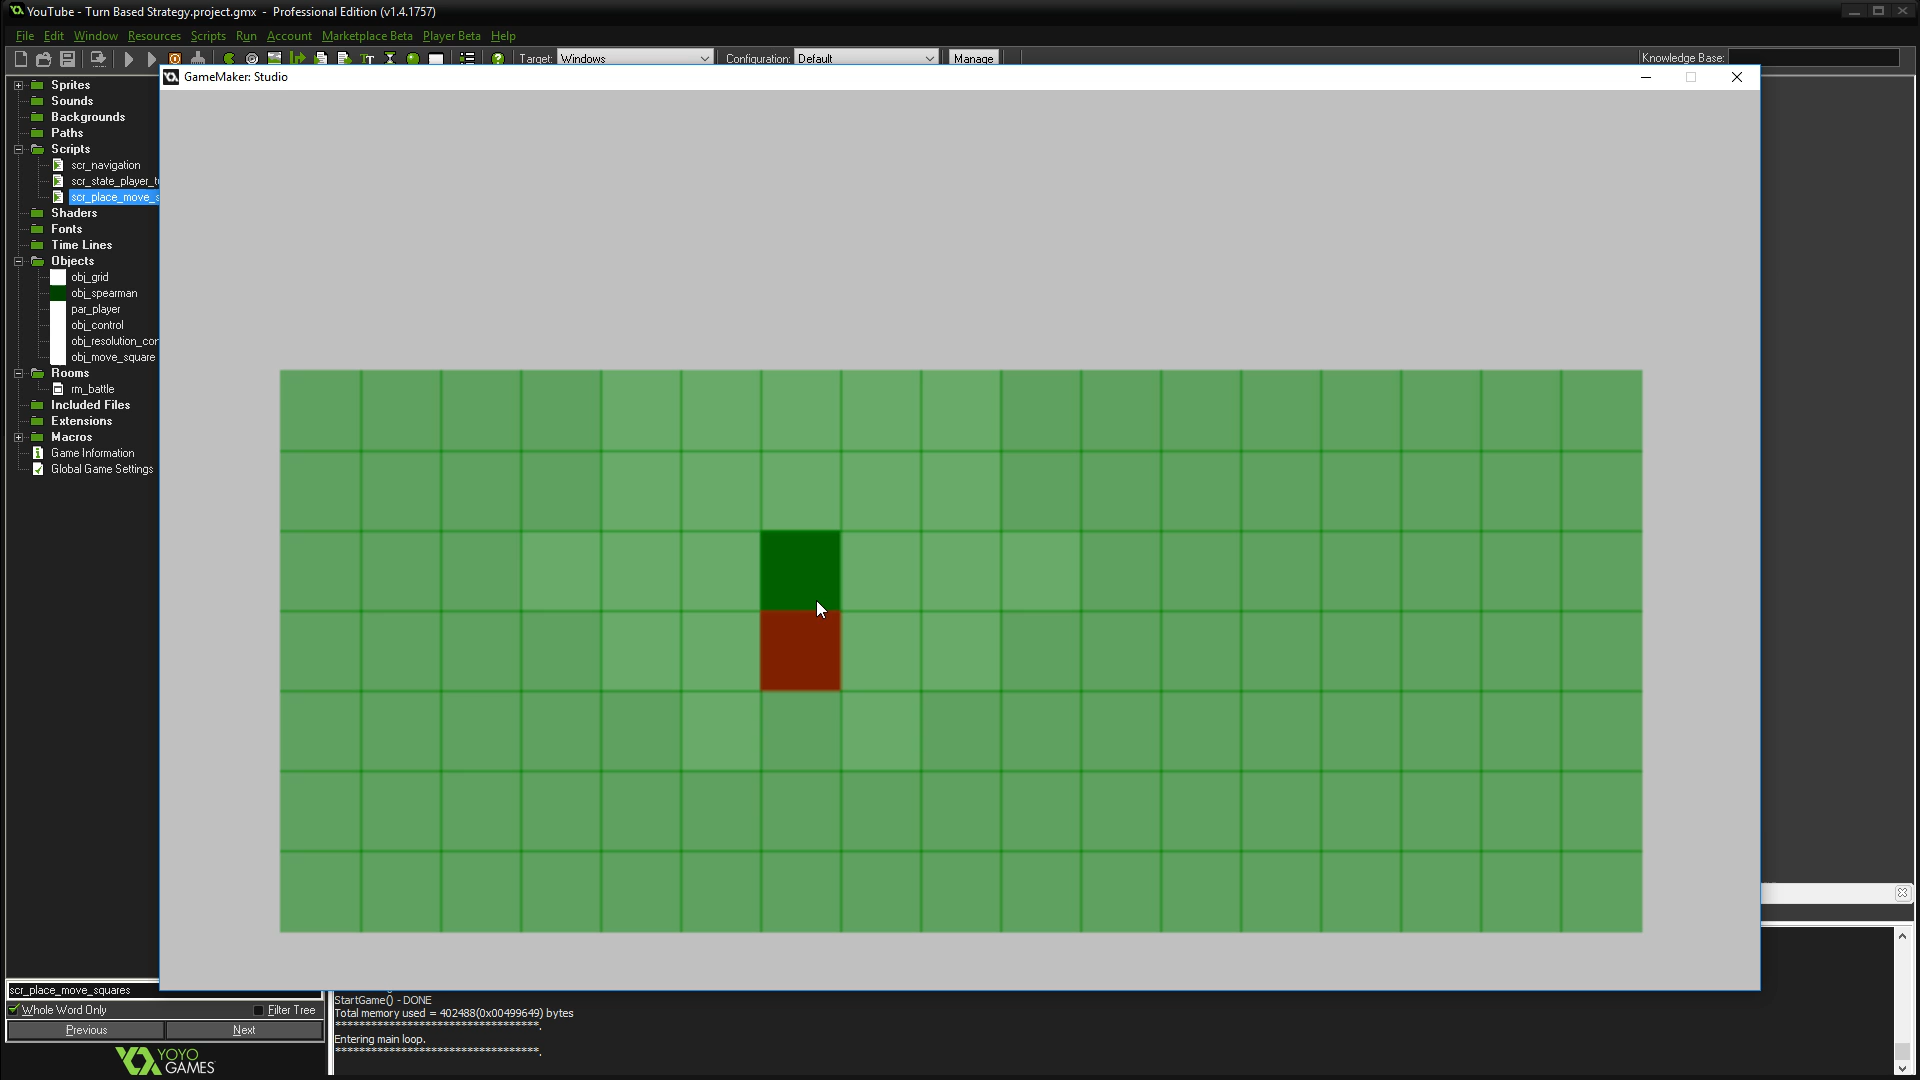 YouTube - Turn Based Strategy.project.gmx - Professional Edition (v1.4.1757)
File Edit Window Resources Scripts Run Account Marketplace Beta Player Beta Help
Target: Windows Configuration: Default Manage Knowledge Base:
GameMaker: Studio
Sprites
Sounds
Backgrounds
Paths
Scripts
scr_navigation
scr_state_player_t
scr_place_move_s
Shaders
Fonts
Time Lines
Objects
obj_grid
obj_spearman
par_player
obj_control
obj_resolution_con
obj_move_square
Rooms
rm_battle
Included Files
Extensions
Macros
Game Information
Global Game Settings
scr_place_move_squares
Whole Word Only Filter Tree
Previous Next
YOYO
GAMES
StartGame() - DONE
Total memory used = 402488(0x00499649) bytes
**********************************.
Entering main loop.
**********************************.